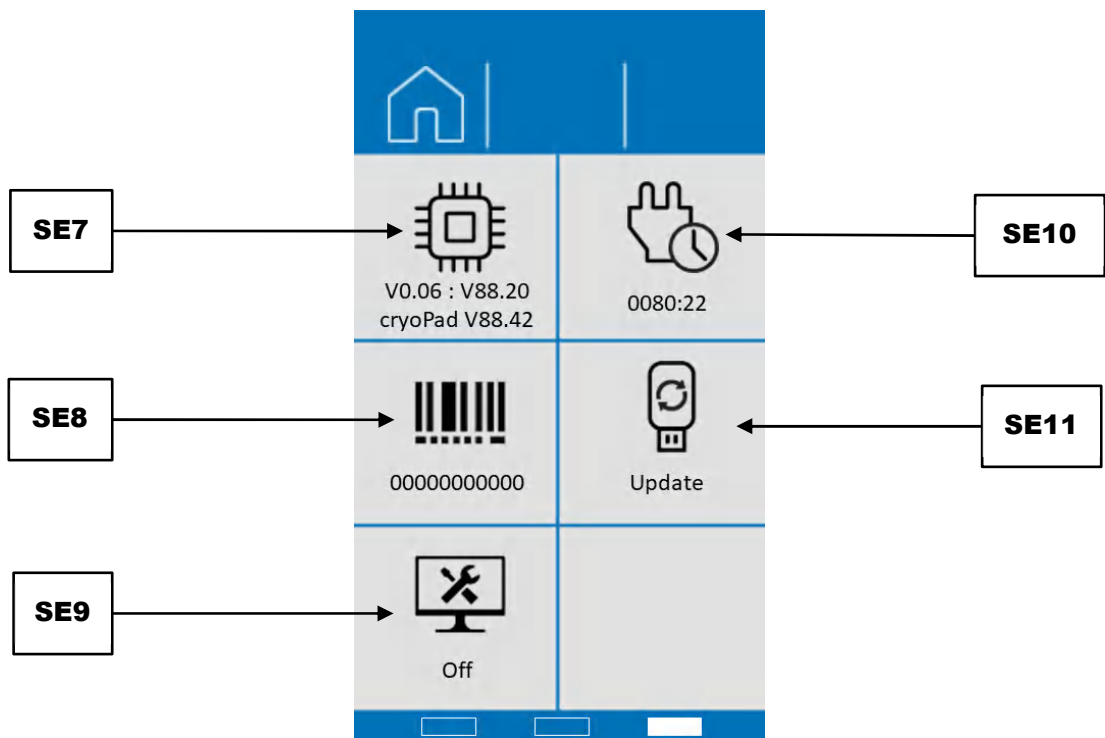 SE7
V0.06 : V88.20
cryoPad V88.42
SE10
0080:22
SE8
00000000000
SE11
Update
SE9
Off